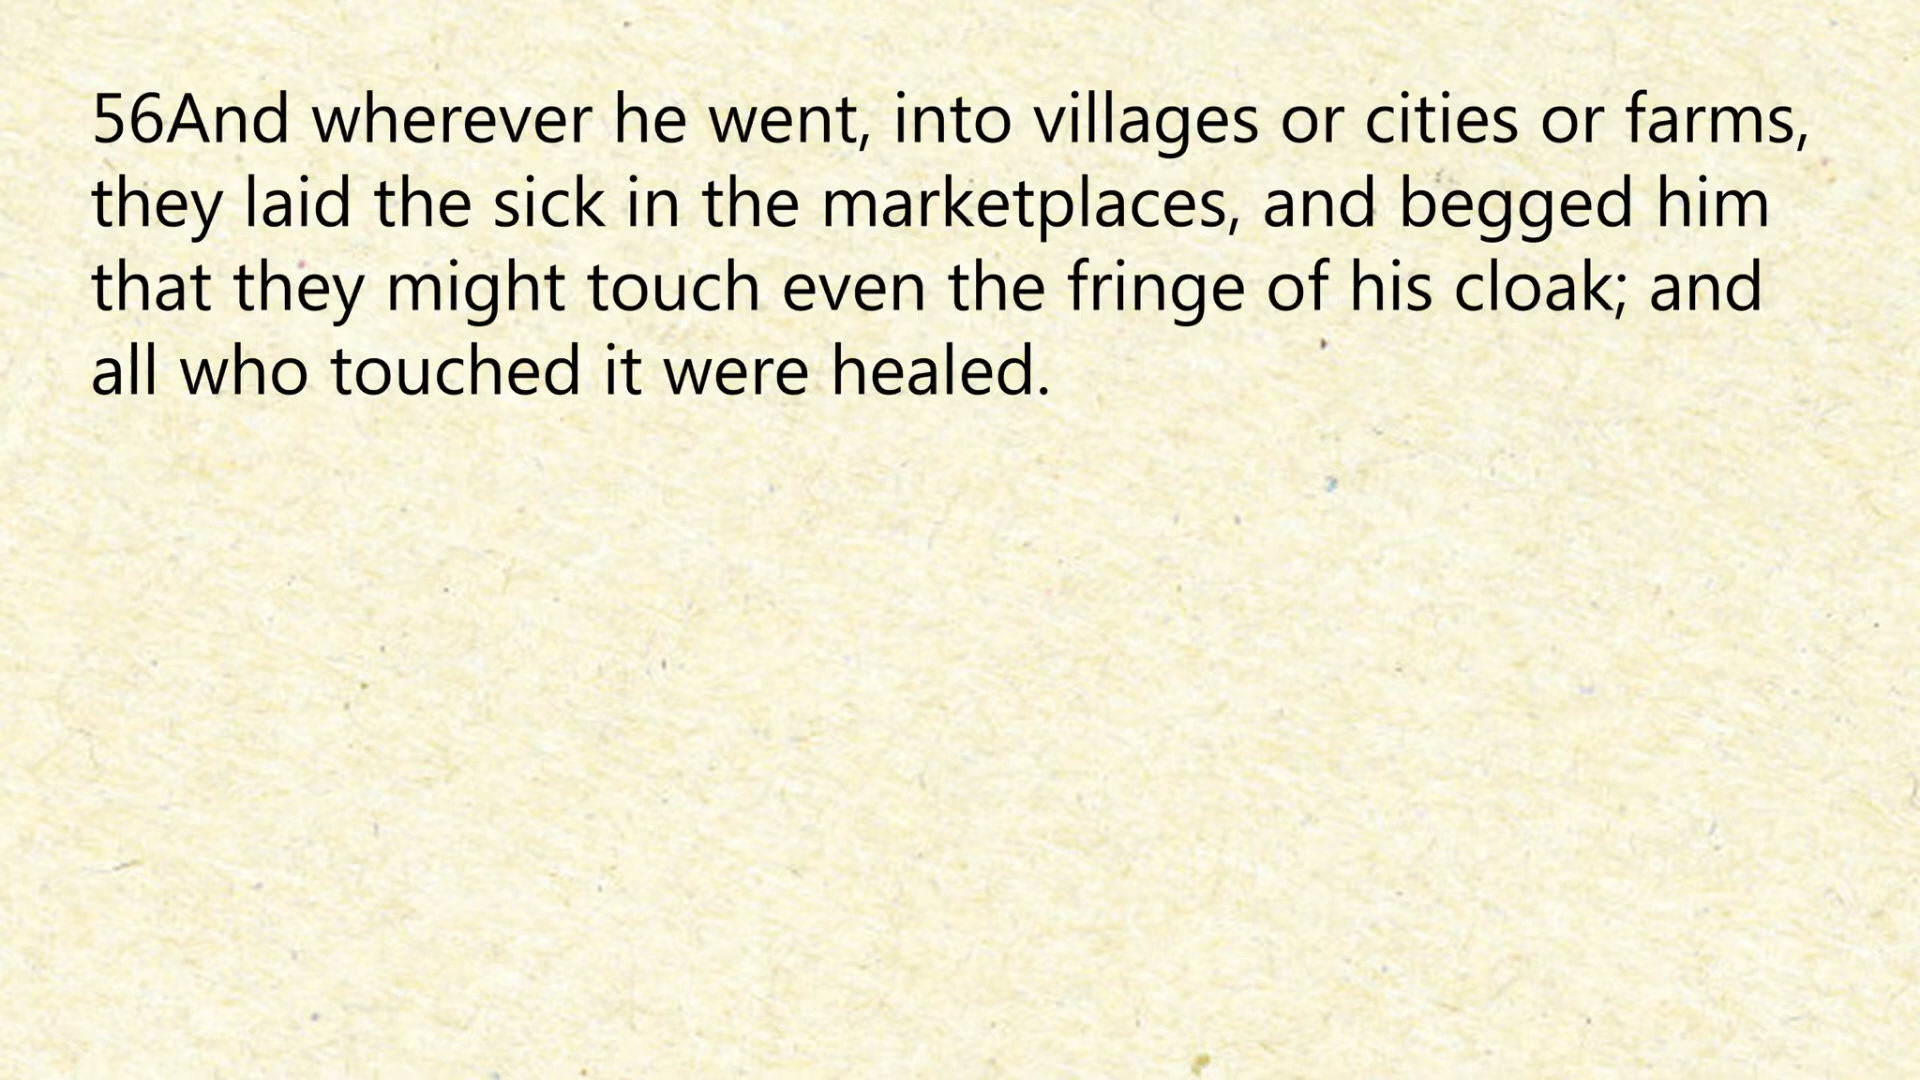 56And wherever he went, into villages or cities or farms,
they laid the sick in the marketplaces, and begged him
that they might touch even the fringe of his cloak; and
all who touched it were healed.